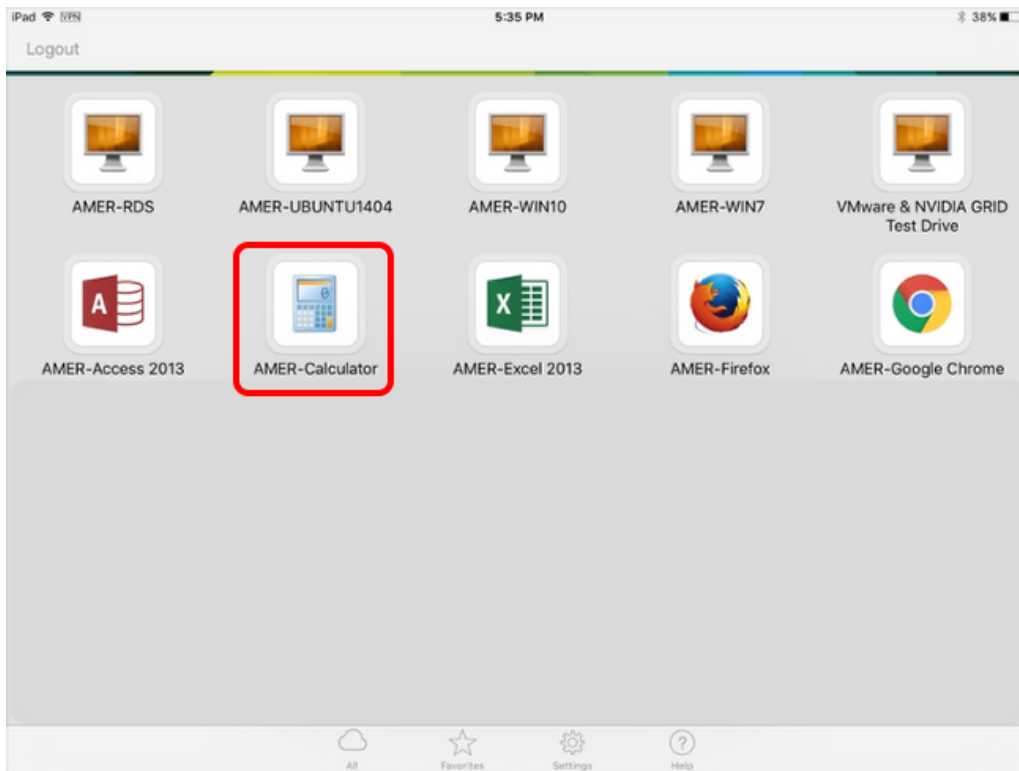 iPad VPN 5:35 PM 38%
Logout
AMER-RDS AMER-UBUNTU1404 AMER-WIN10 AMER-WIN7 VMware & NVIDIA GRID
Test Drive
A X
AMER-Access 2013 AMER-Calculator AMER-Excel 2013 AMER-Firefox AMER-Google Chrome
All Favorites Settings Help